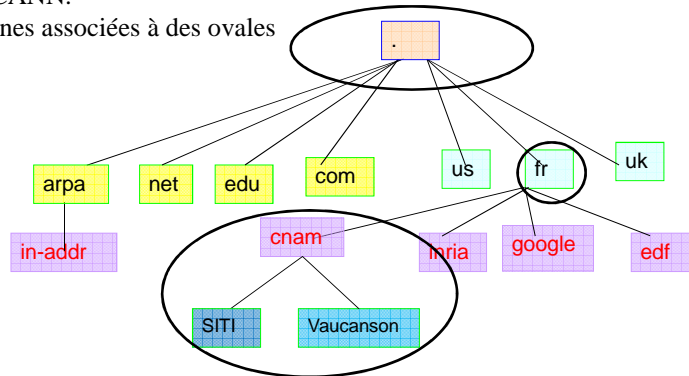 CANN.
nes associées à des ovales
.
arpa net edu com us fr uk
in-addr cnam inria google edf
SITI Vaucanson